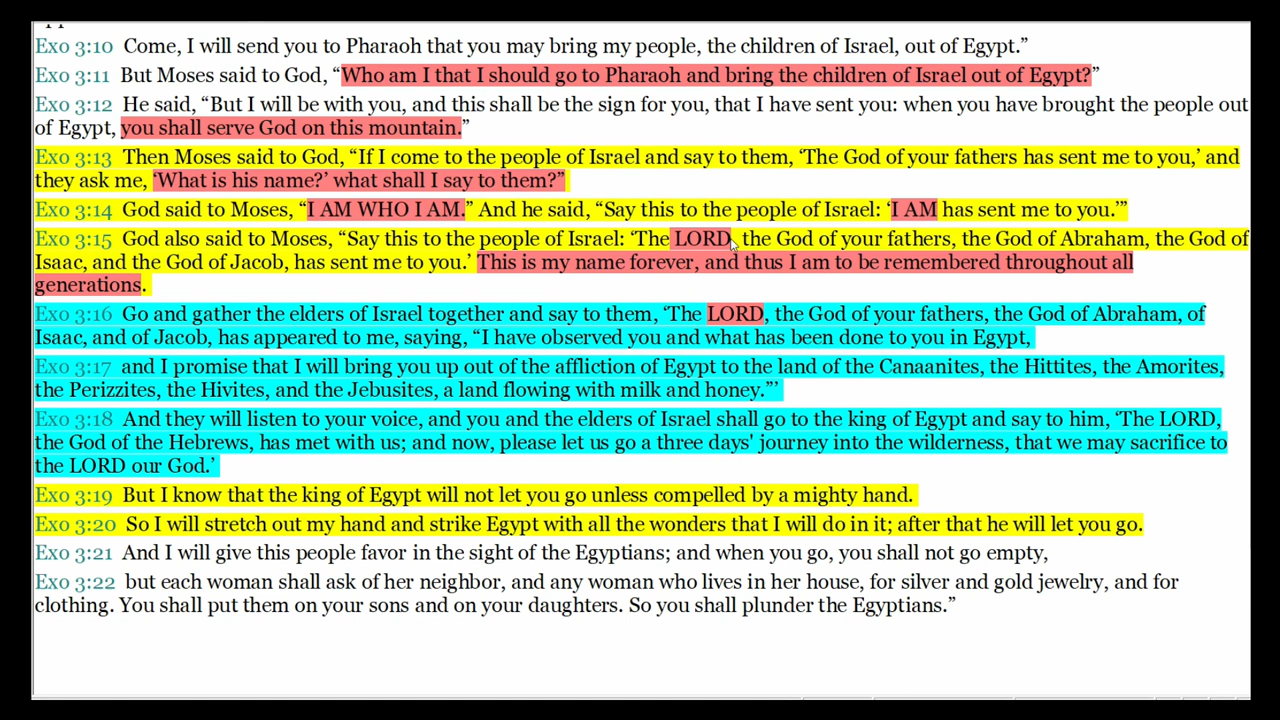 Exo 3:10 Come, I will send you to Pharaoh that you may bring my people, the children of Israel, out of Egypt.”
Exo 3:11 But Moses said to God, “Who am I that I should go to Pharaoh and bring the children of Israel out of Egypt?”
Exo 3:12 He said, “But I will be with you, and this shall be the sign for you, that I have sent you: when you have brought the people out
of Egypt, you shall serve God on this mountain.”
Exo 3:13 Then Moses said to God, “If I come to the people of Israel and say to them, ‘The God of your fathers has sent me to you,’ and
they ask me, ‘What is his name?’ what shall I say to them?”
Exo 3:14 God said to Moses, “I AM WHO I AM.” And he said, “Say this to the people of Israel: ‘I AM has sent me to you.’”
Exo 3:15 God also said to Moses, “Say this to the people of Israel: ‘The LORD, the God of your fathers, the God of Abraham, the God of
Isaac, and the God of Jacob, has sent me to you.’ This is my name forever, and thus I am to be remembered throughout all
generations.
Exo 3:16 Go and gather the elders of Israel together and say to them, ‘The LORD, the God of your fathers, the God of Abraham, of
Isaac, and of Jacob, has appeared to me, saying, “I have observed you and what has been done to you in Egypt,
Exo 3:17 and I promise that I will bring you up out of the affliction of Egypt to the land of the Canaanites, the Hittites, the Amorites,
the Perizzites, the Hivites, and the Jebusites, a land flowing with milk and honey.”’
Exo 3:18 And they will listen to your voice, and you and the elders of Israel shall go to the king of Egypt and say to him, ‘The LORD,
the God of the Hebrews, has met with us; and now, please let us go a three days' journey into the wilderness, that we may sacrifice to
the LORD our God.’
Exo 3:19 But I know that the king of Egypt will not let you go unless compelled by a mighty hand.
Exo 3:20 So I will stretch out my hand and strike Egypt with all the wonders that I will do in it; after that he will let you go.
Exo 3:21 And I will give this people favor in the sight of the Egyptians; and when you go, you shall not go empty,
Exo 3:22 but each woman shall ask of her neighbor, and any woman who lives in her house, for silver and gold jewelry, and for
clothing. You shall put them on your sons and on your daughters. So you shall plunder the Egyptians.”